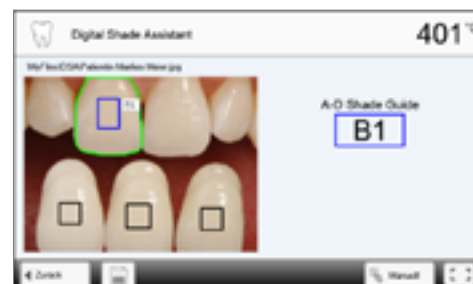 Digital Shade Assistant
401 °C
A-D Shade Guide
B1
Zurück
Manuell